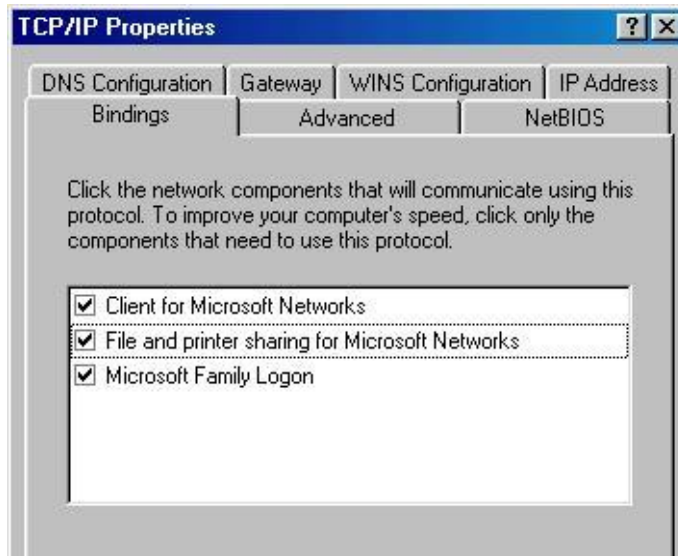 TCP/IP Properties
DNS Configuration Gateway WINS Configuration IP Address
Bindings Advanced NetBIOS
Click the network components that will communicate using this
protocol. To improve your computer's speed, click only the
components that need to use this protocol.
Client for Microsoft Networks
File and printer sharing for Microsoft Networks
Microsoft Family Logon